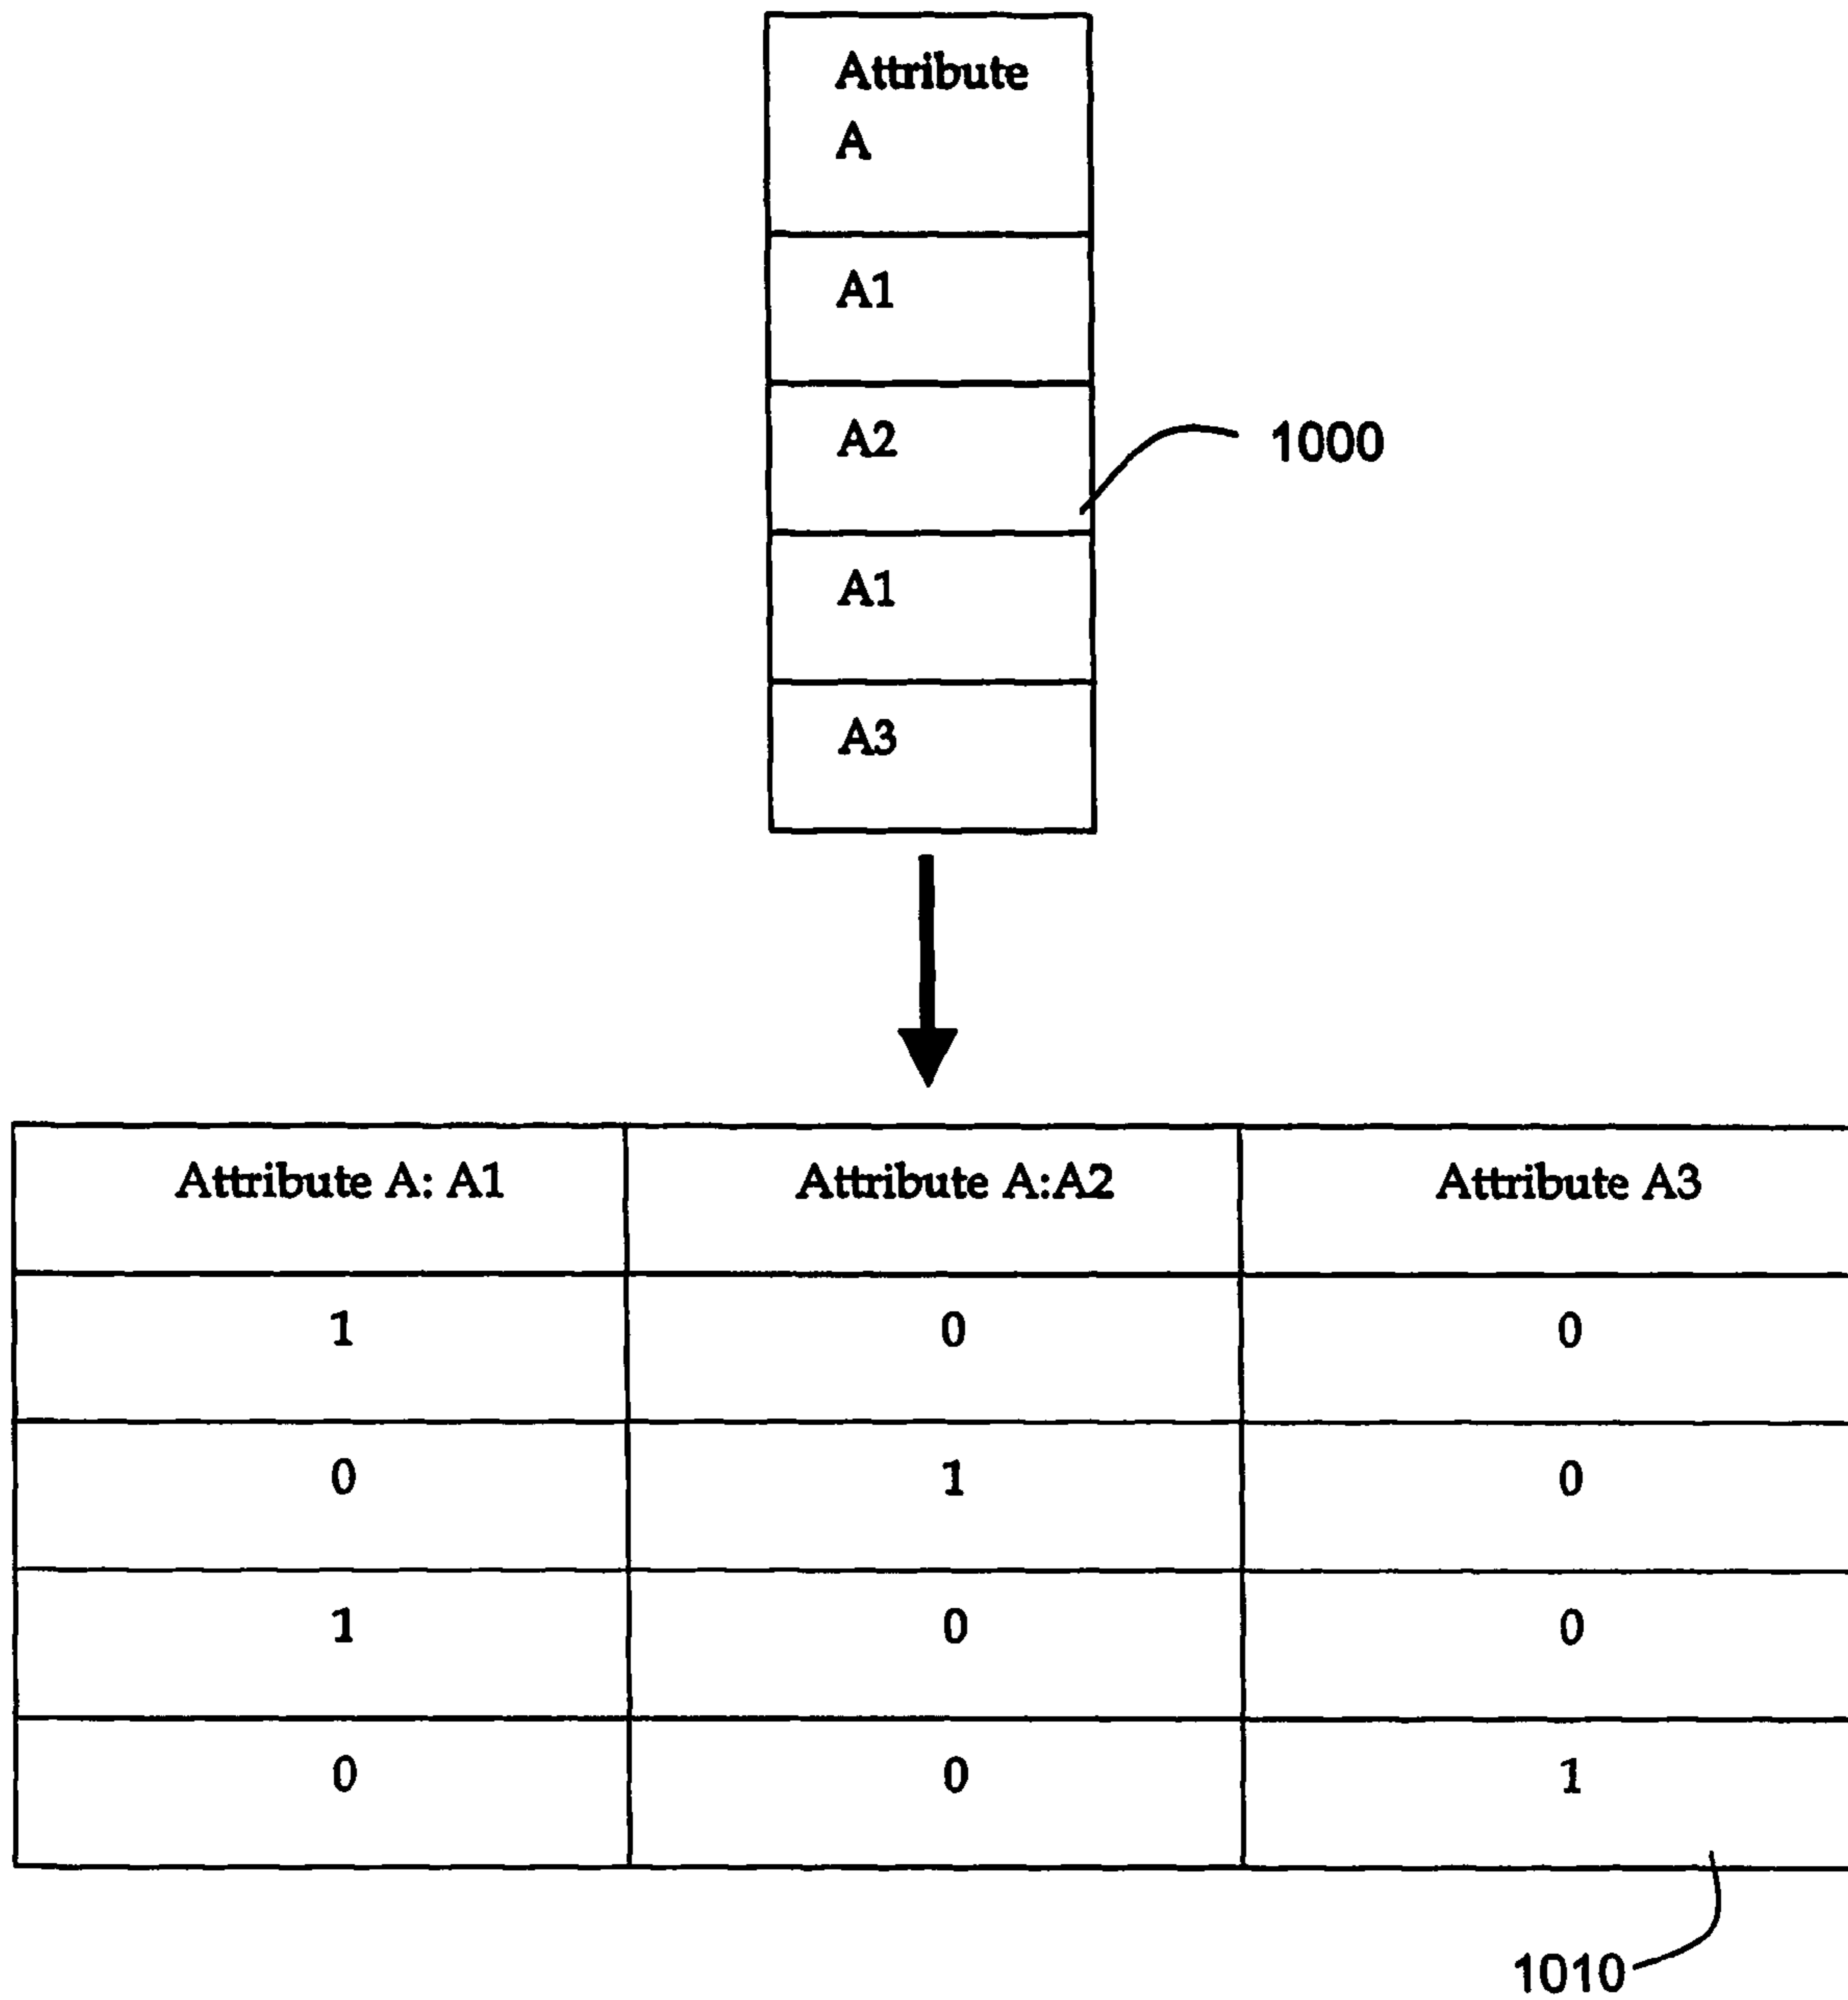 Attribute
A
A1
A2
1000
A1
A3
Attribute A: A1 Attribute A:A2 Attribute A3
1 0 0
0 1 0
1 0 0
0 0 1
1010